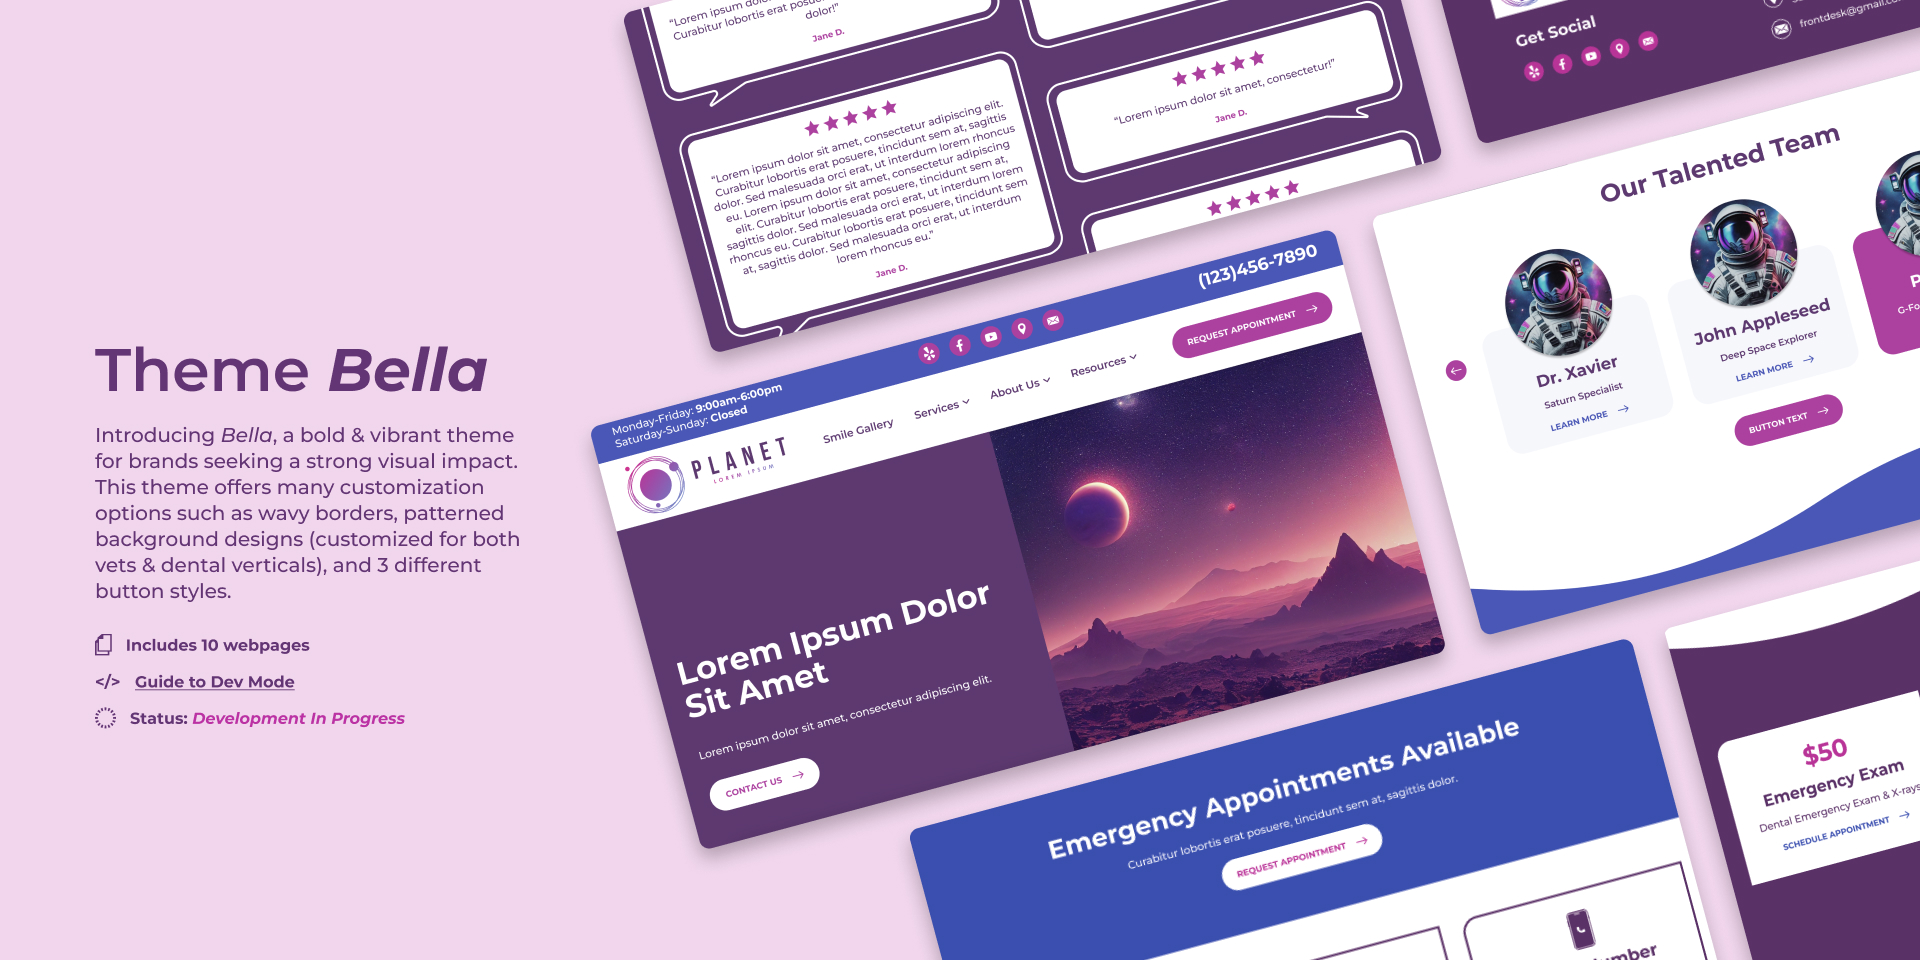 Theme Bella
Introducing Bella, a bold & vibrant theme
for brands seeking a strong visual impact.
This theme offers many customization
options such as wavy borders, patterned
background designs (customized for both
vets & dental verticals), and 3 different
button styles.
Includes 10 webpages
</> Guide to Dev Mode
Status: Development In Progress
“Lorem ipsum
Curabitur lobortis erat
dolor!”
Jane D.
“Lorem ipsum dolor sit amet, consectetur adipiscing elit.
Curabitur lobortis erat posuere, tincidunt sem at, sagittis
dolor. Sed malesuada orci erat, ut interdum lorem rhoncus
eu. Lorem ipsum dolor sit amet, consectetur adipiscing
elit. Curabitur lobortis erat posuere, tincidunt sem at,
sagittis dolor. Sed malesuada orci erat, ut interdum lorem
rhoncus eu. Curabitur lobortis erat posuere, tincidunt sem
at, sagittis dolor. Sed malesuada orci erat, ut interdum
lorem rhoncus eu.”
Jane D.
“Lorem ipsum dolor sit amet, consectetur!”
Jane D.
Get Social
frontdesk@gmail.co
Monday-Friday: 9:00am-6:00pm
Saturday-Sunday: Closed
(123)456-7890
PLANET
LOREM IPSUM
Smile Gallery
Services
About Us
Resources
REQUEST APPOINTMENT
Lorem Ipsum Dolor
Sit Amet
Lorem ipsum dolor sit amet, consectetur adipiscing elit.
CONTACT US
Our Talented Team
Dr. Xavier
Saturn Specialist
LEARN MORE
John Appleseed
Deep Space Explorer
LEARN MORE
P
G-Fo
BUTTON TEXT
Emergency Appointments Available
Curabitur lobortis erat posuere, tincidunt sem at, sagittis dolor.
REQUEST APPOINTMENT
umber
$50
Emergency Exam
Dental Emergency Exam & X-rays
SCHEDULE APPOINTMENT